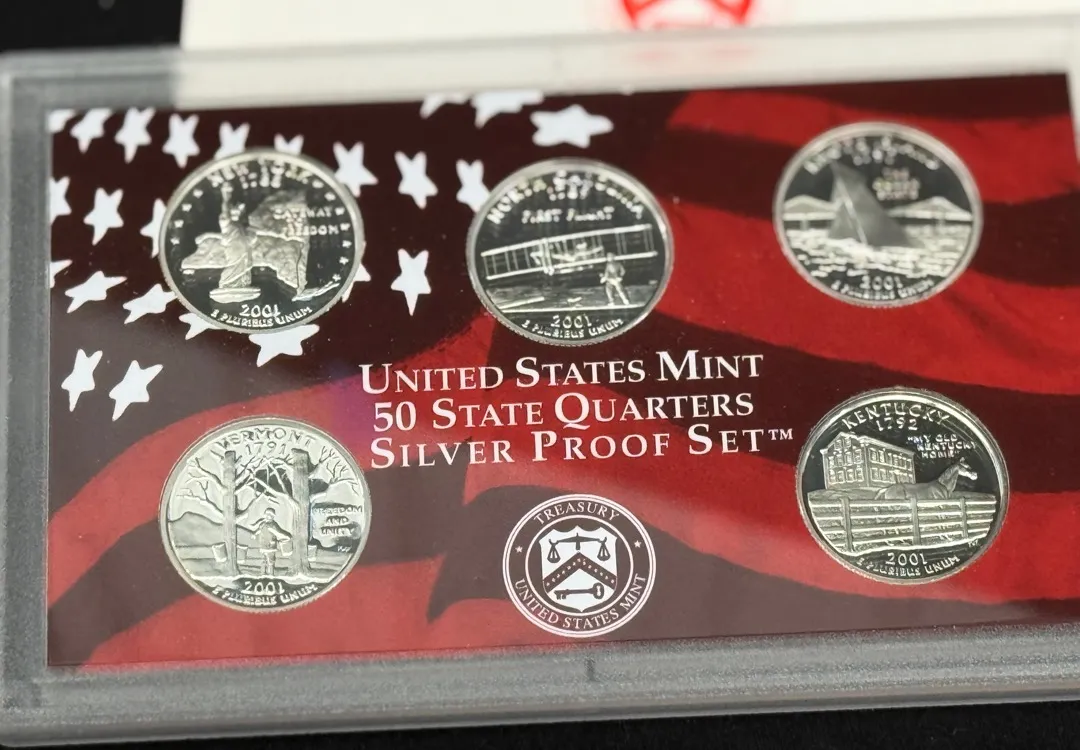 NEW YORK
1788
GATEWAY
TO
FREEDOM
2001
E PLURIBUS UNUM
NORTH CAROLINA
1789
FIRST FLIGHT
2001
E PLURIBUS UNUM
RHODE ISLAND
1790
THE
OCEAN
STATE
2001
E PLURIBUS UNUM
UNITED STATES MINT
50 STATE QUARTERS
SILVER PROOF SET™
VERMONT
1791
FREEDOM
AND
UNITY
2001
E PLURIBUS UNUM
TREASURY
UNITED STATES MINT
KENTUCKY
1792
"MY OLD
KENTUCKY
HOME"
2001
E PLURIBUS UNUM